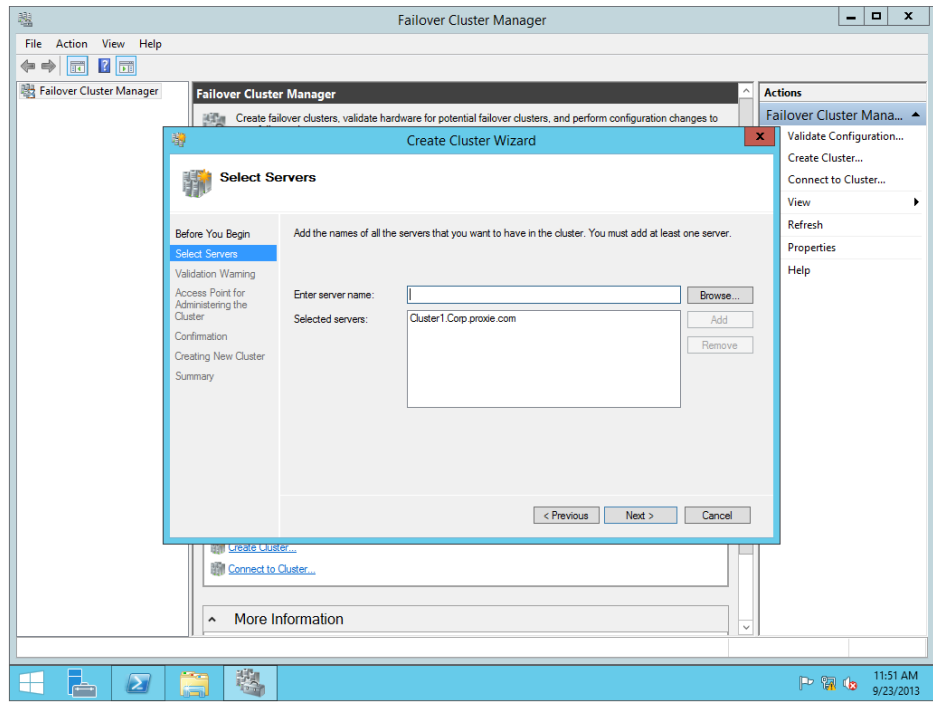 Failover Cluster Manager
File Action View Help
Failover Cluster Manager
Failover Cluster Manager
Create failover clusters, validate hardware for potential failover clusters, and perform configuration changes to
Create Cluster Wizard
Select Servers
Before You Begin
Select Servers
Validation Warning
Access Point for
Administering the
Cluster
Confirmation
Creating New Cluster
Summary
Add the names of all the servers that you want to have in the cluster. You must add at least one server.
Enter server name:
Browse...
Selected servers:
Cluster1.Corp.proxie.com
Add
Remove
< Previous
Next >
Cancel
Create Cluster...
Connect to Cluster...
More Information
Actions
Failover Cluster Mana...
Validate Configuration...
Create Cluster...
Connect to Cluster...
View
Refresh
Properties
Help
11:51 AM
9/23/2013